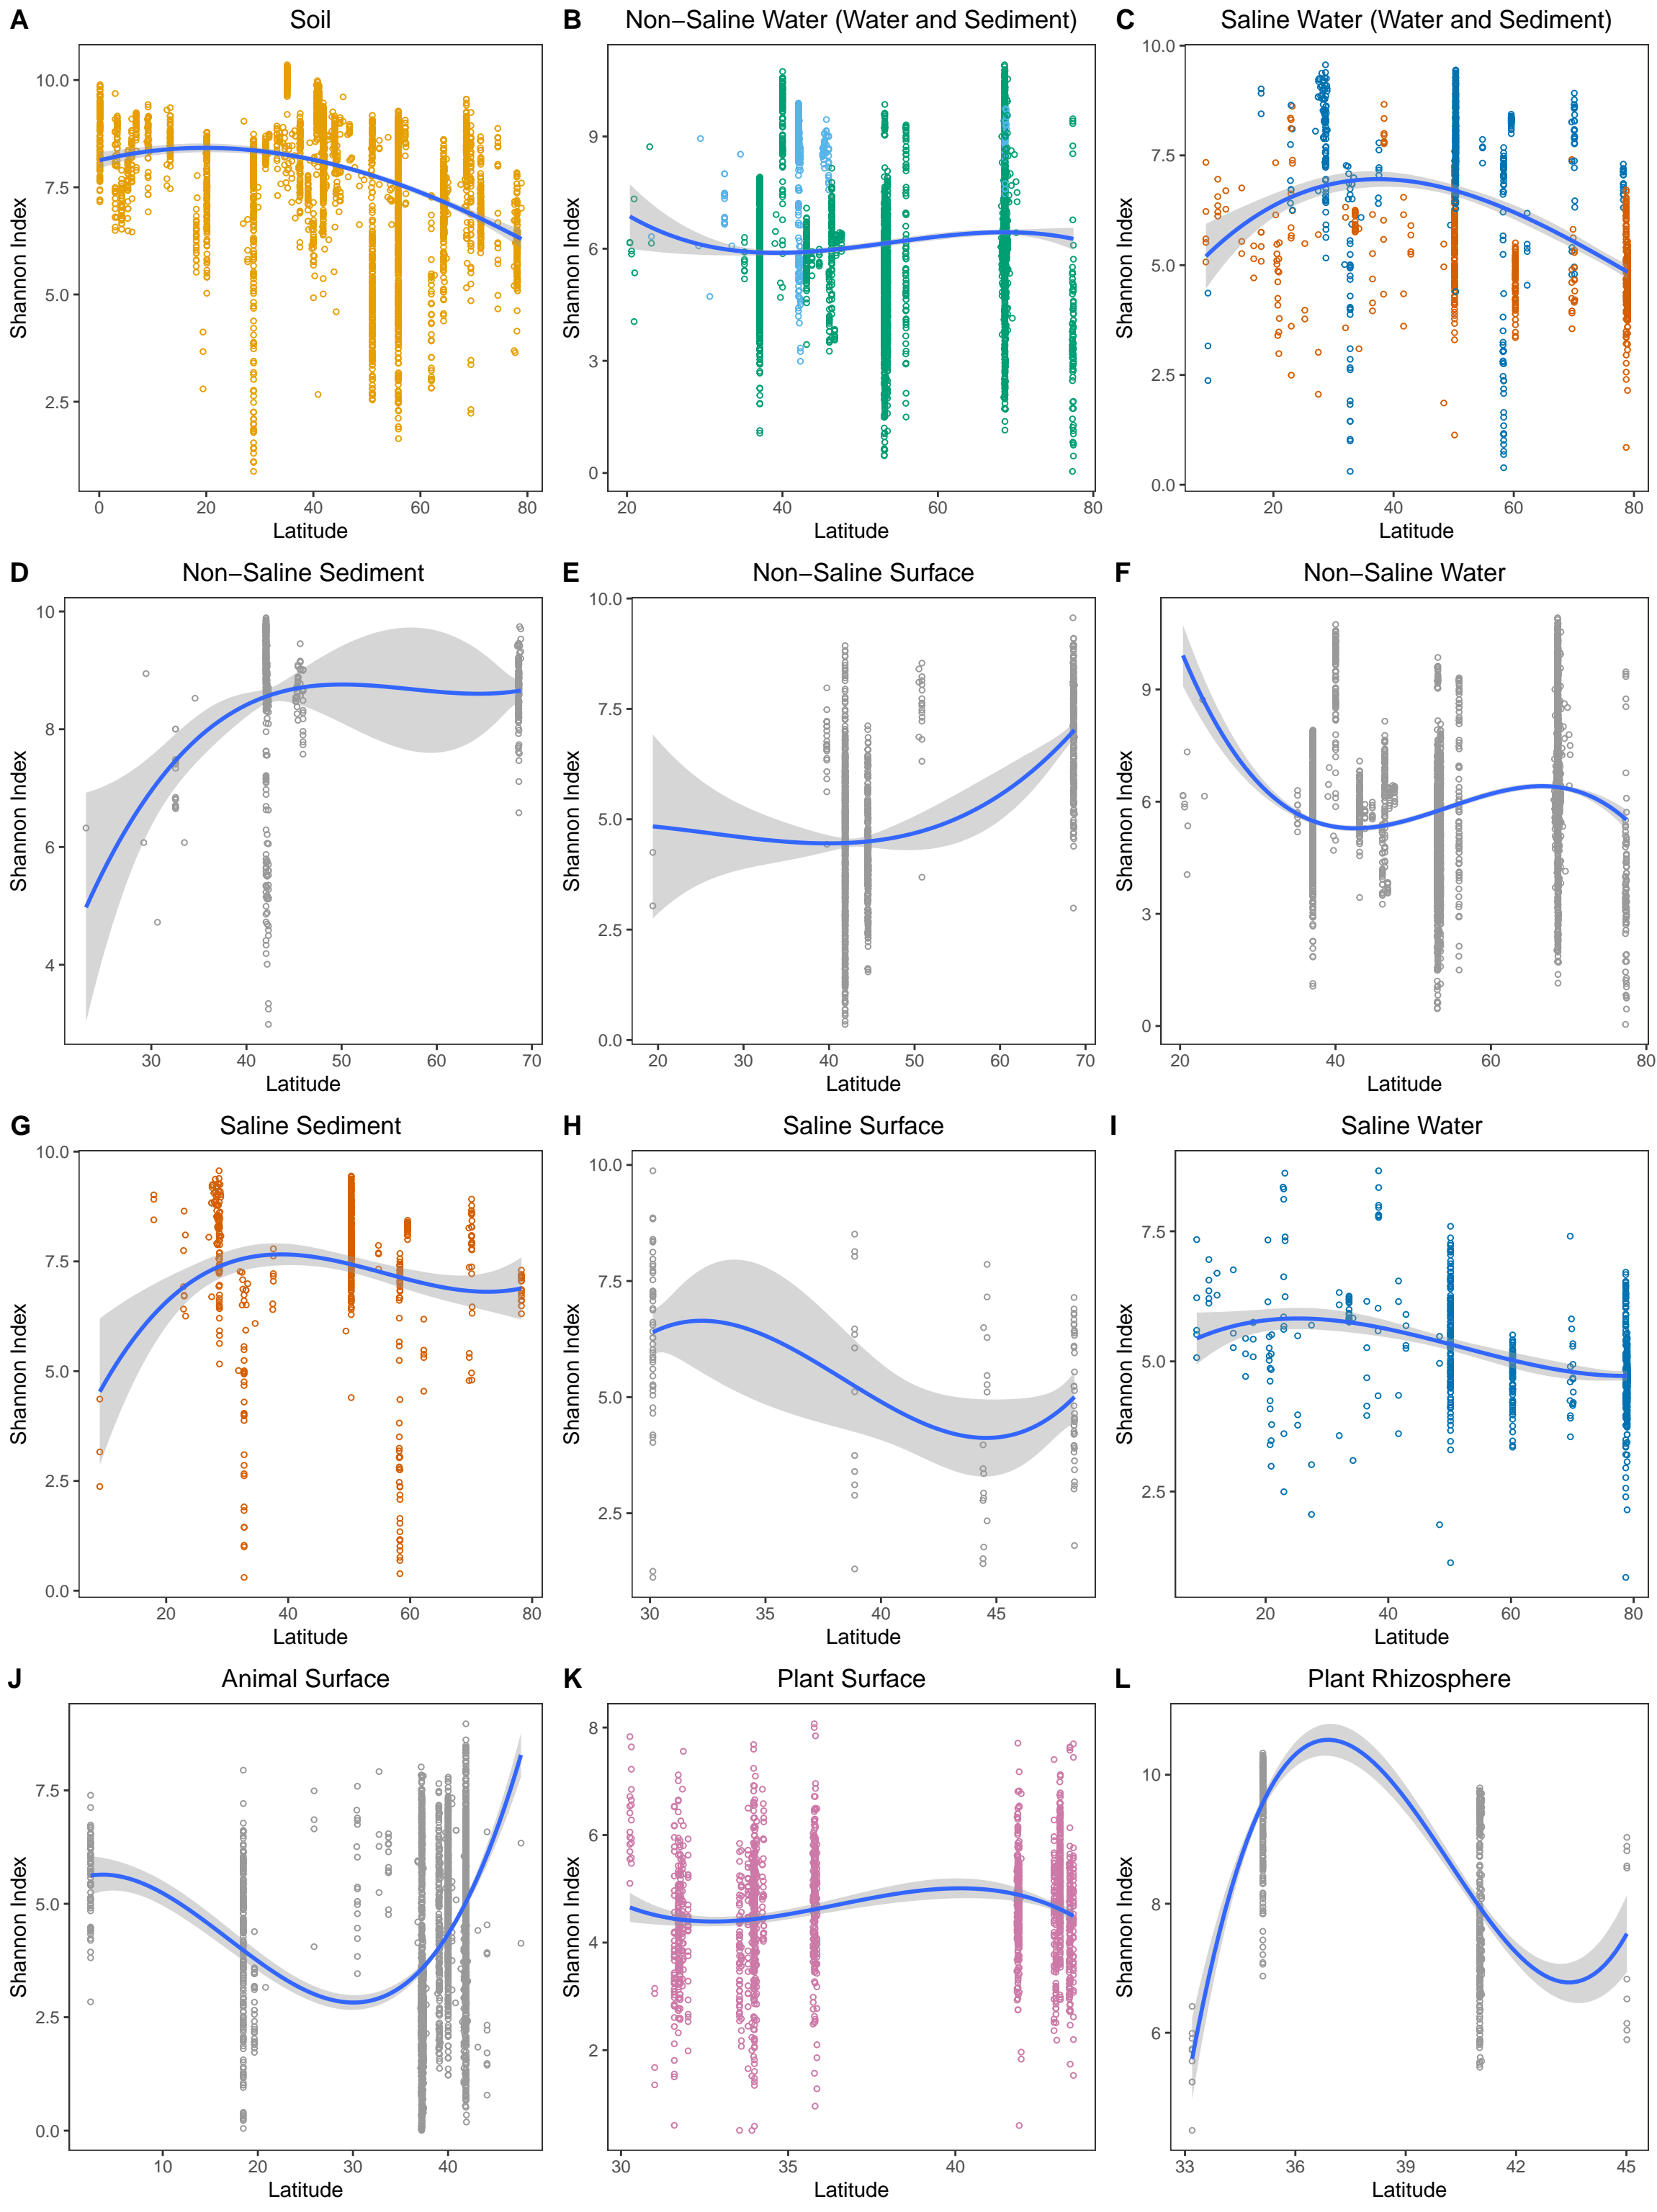 A Soil
Shannon Index
10.0
7.5
5.0
2.5
0 20 40 60 80
Latitude
B Non−Saline Water (Water and Sediment)
Shannon Index
9
6
3
0
20 40 60 80
Latitude
C Saline Water (Water and Sediment)
Shannon Index
10.0
7.5
5.0
2.5
0.0
20 40 60 80
Latitude
D Non−Saline Sediment
Shannon Index
10
8
6
4
30 40 50 60 70
Latitude
E Non−Saline Surface
Shannon Index
10.0
7.5
5.0
2.5
0.0
20 30 40 50 60 70
Latitude
F Non−Saline Water
Shannon Index
9
6
3
0
20 40 60 80
Latitude
G Saline Sediment
Shannon Index
10.0
7.5
5.0
2.5
0.0
20 40 60 80
Latitude
H Saline Surface
Shannon Index
10.0
7.5
5.0
2.5
30 35 40 45
Latitude
I Saline Water
Shannon Index
7.5
5.0
2.5
20 40 60 80
Latitude
J Animal Surface
Shannon Index
7.5
5.0
2.5
0.0
10 20 30 40
Latitude
K Plant Surface
Shannon Index
8
6
4
2
30 35 40
Latitude
L Plant Rhizosphere
Shannon Index
10
8
6
33 36 39 42 45
Latitude